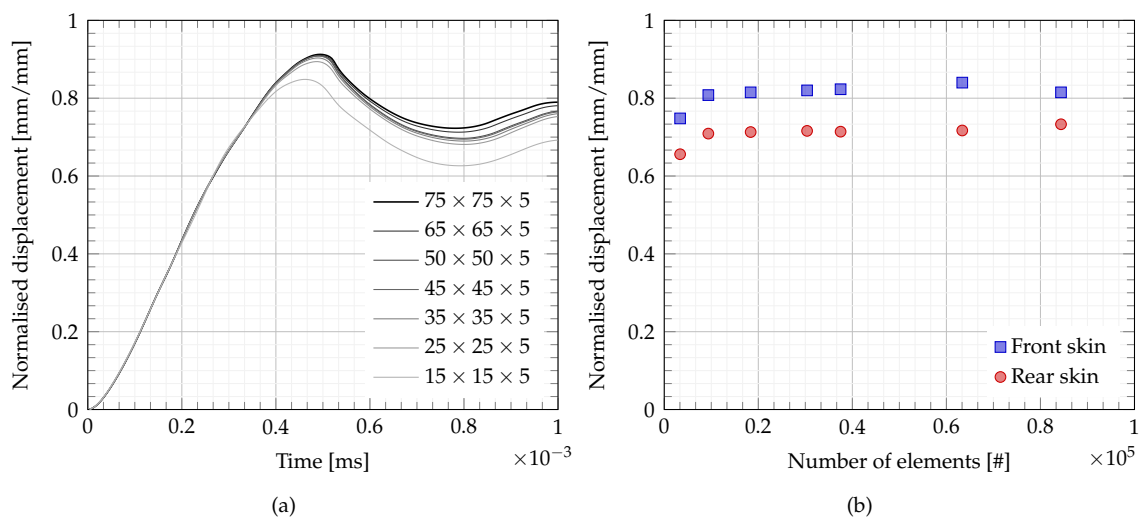 1
0.8
0.6
0.4
0.2
0
Normalised displacement [mm/mm]
75 × 75 × 5
65 × 65 × 5
50 × 50 × 5
45 × 45 × 5
35 × 35 × 5
25 × 25 × 5
15 × 15 × 5
0 0.2 0.4 0.6 0.8 1
Time [ms]
×10⁻³
(a)
1
0.8
0.6
0.4
0.2
0
Normalised displacement [mm/mm]
Front skin
Rear skin
0 0.2 0.4 0.6 0.8 1
Number of elements [#]
×10⁵
(b)